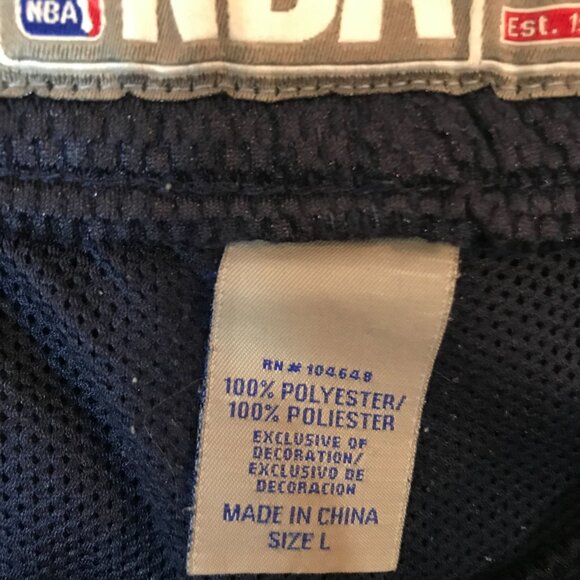 NBA
NBA
Est. 1
RN # 104648
100% POLYESTER/
100% POLIESTER
EXCLUSIVE OF
DECORATION/
EXCLUSIVO DE
DECORACION
MADE IN CHINA
SIZE L